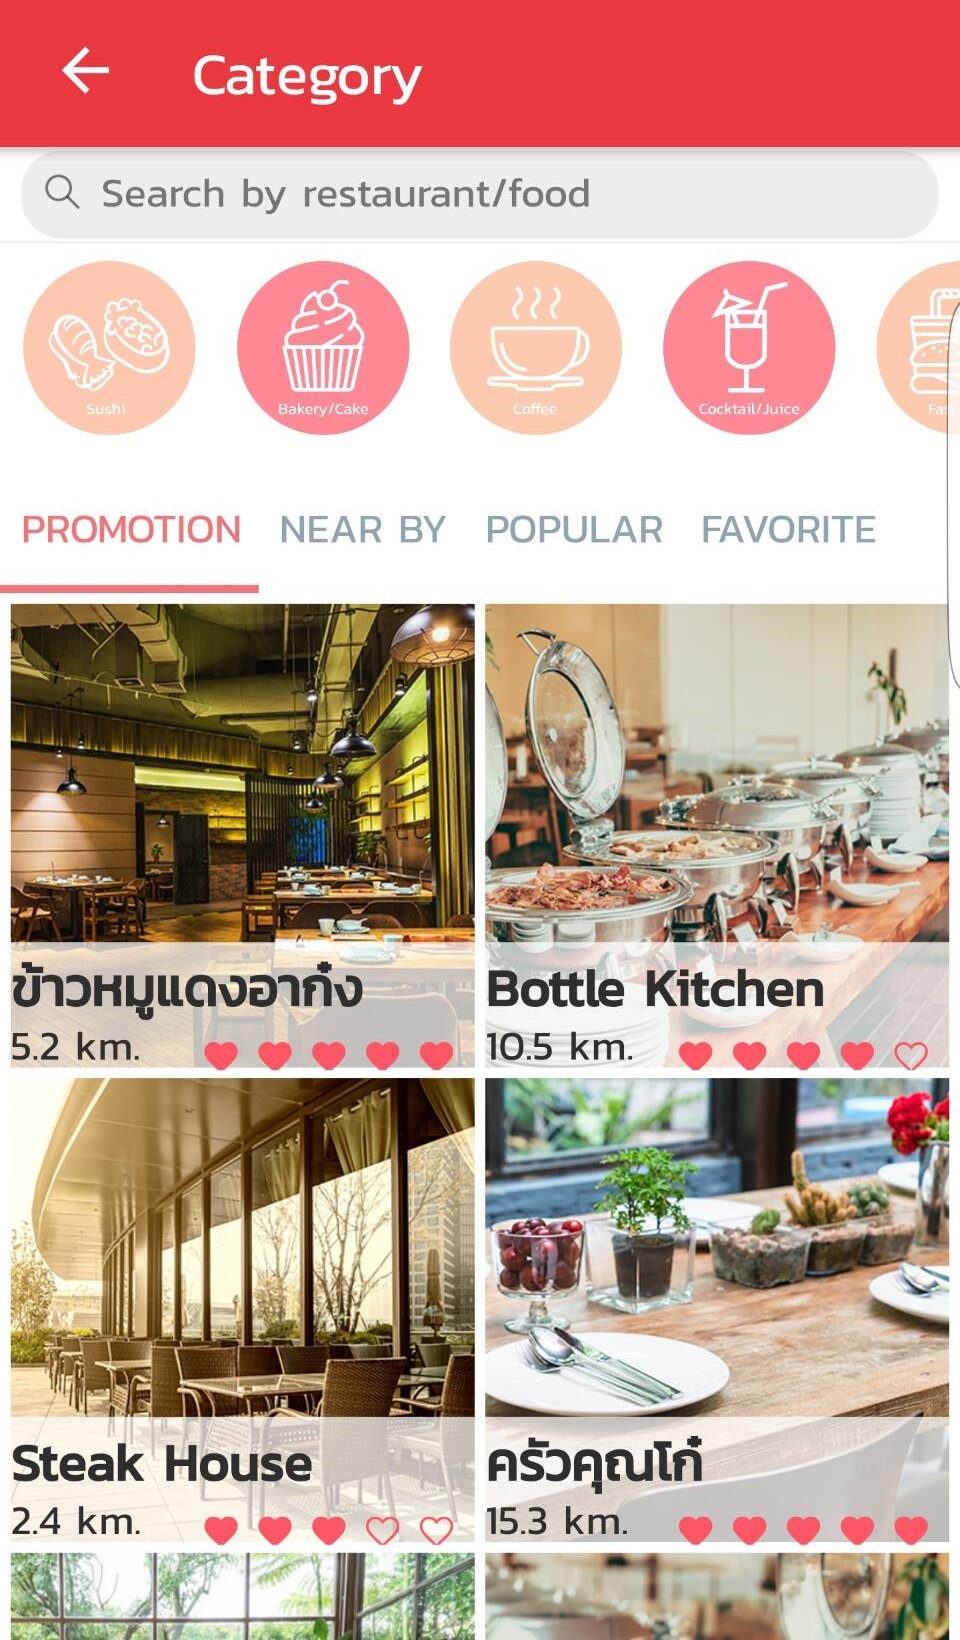 Category
Search by restaurant/food
Sushi
Bakery/Cake
Coffee
Cocktail/Juice
PROMOTION NEAR BY POPULAR FAVORITE
ข้าวหมูแดงอาก๋ง
5.2 km.
Bottle Kitchen
10.5 km.
Steak House
2.4 km.
ครัวคุณโก๋
15.3 km.